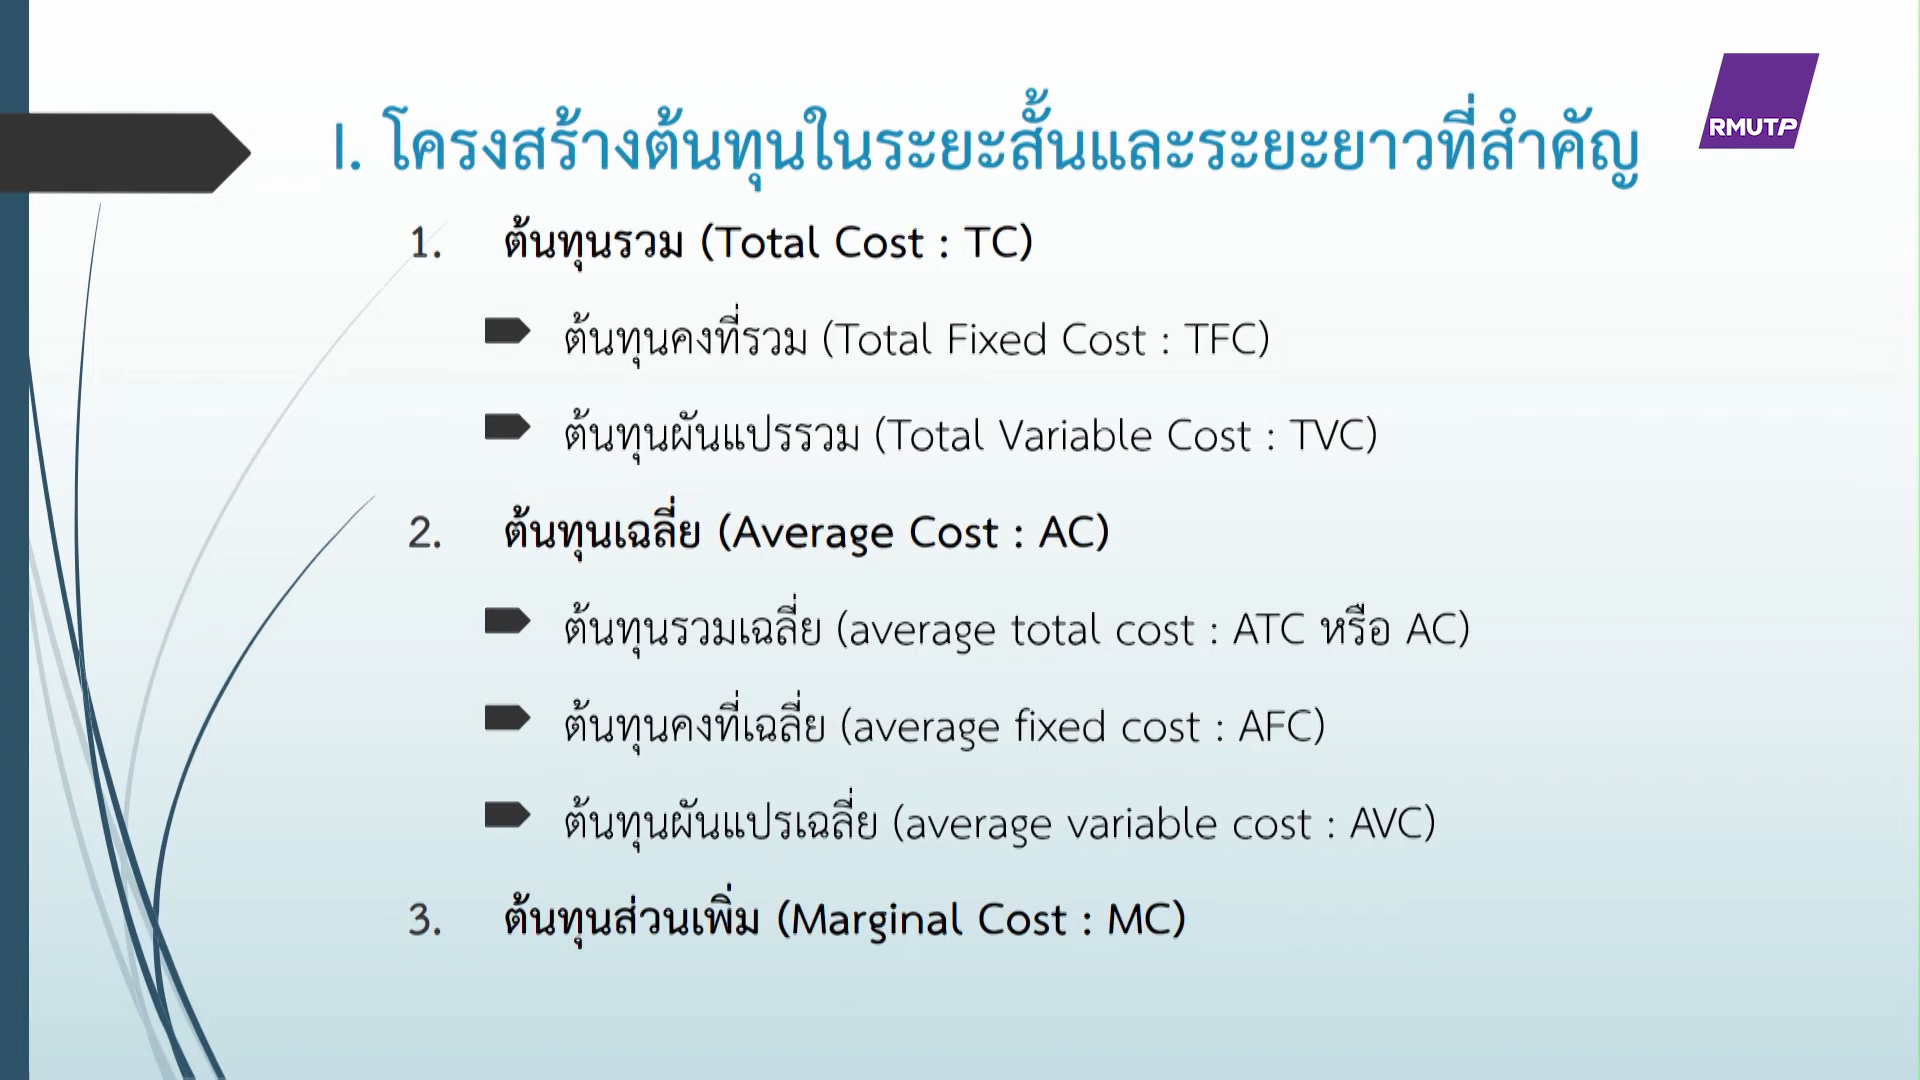 RMUTP
I. โครงสร้างต้นทุนในระยะสั้นและระยะยาวที่สำคัญ
1. ต้นทุนรวม (Total Cost : TC)
ต้นทุนคงที่รวม (Total Fixed Cost : TFC)
ต้นทุนผันแปรรวม (Total Variable Cost : TVC)
2. ต้นทุนเฉลี่ย (Average Cost : AC)
ต้นทุนรวมเฉลี่ย (average total cost : ATC หรือ AC)
ต้นทุนคงที่เฉลี่ย (average fixed cost : AFC)
ต้นทุนผันแปรเฉลี่ย (average variable cost : AVC)
3. ต้นทุนส่วนเพิ่ม (Marginal Cost : MC)